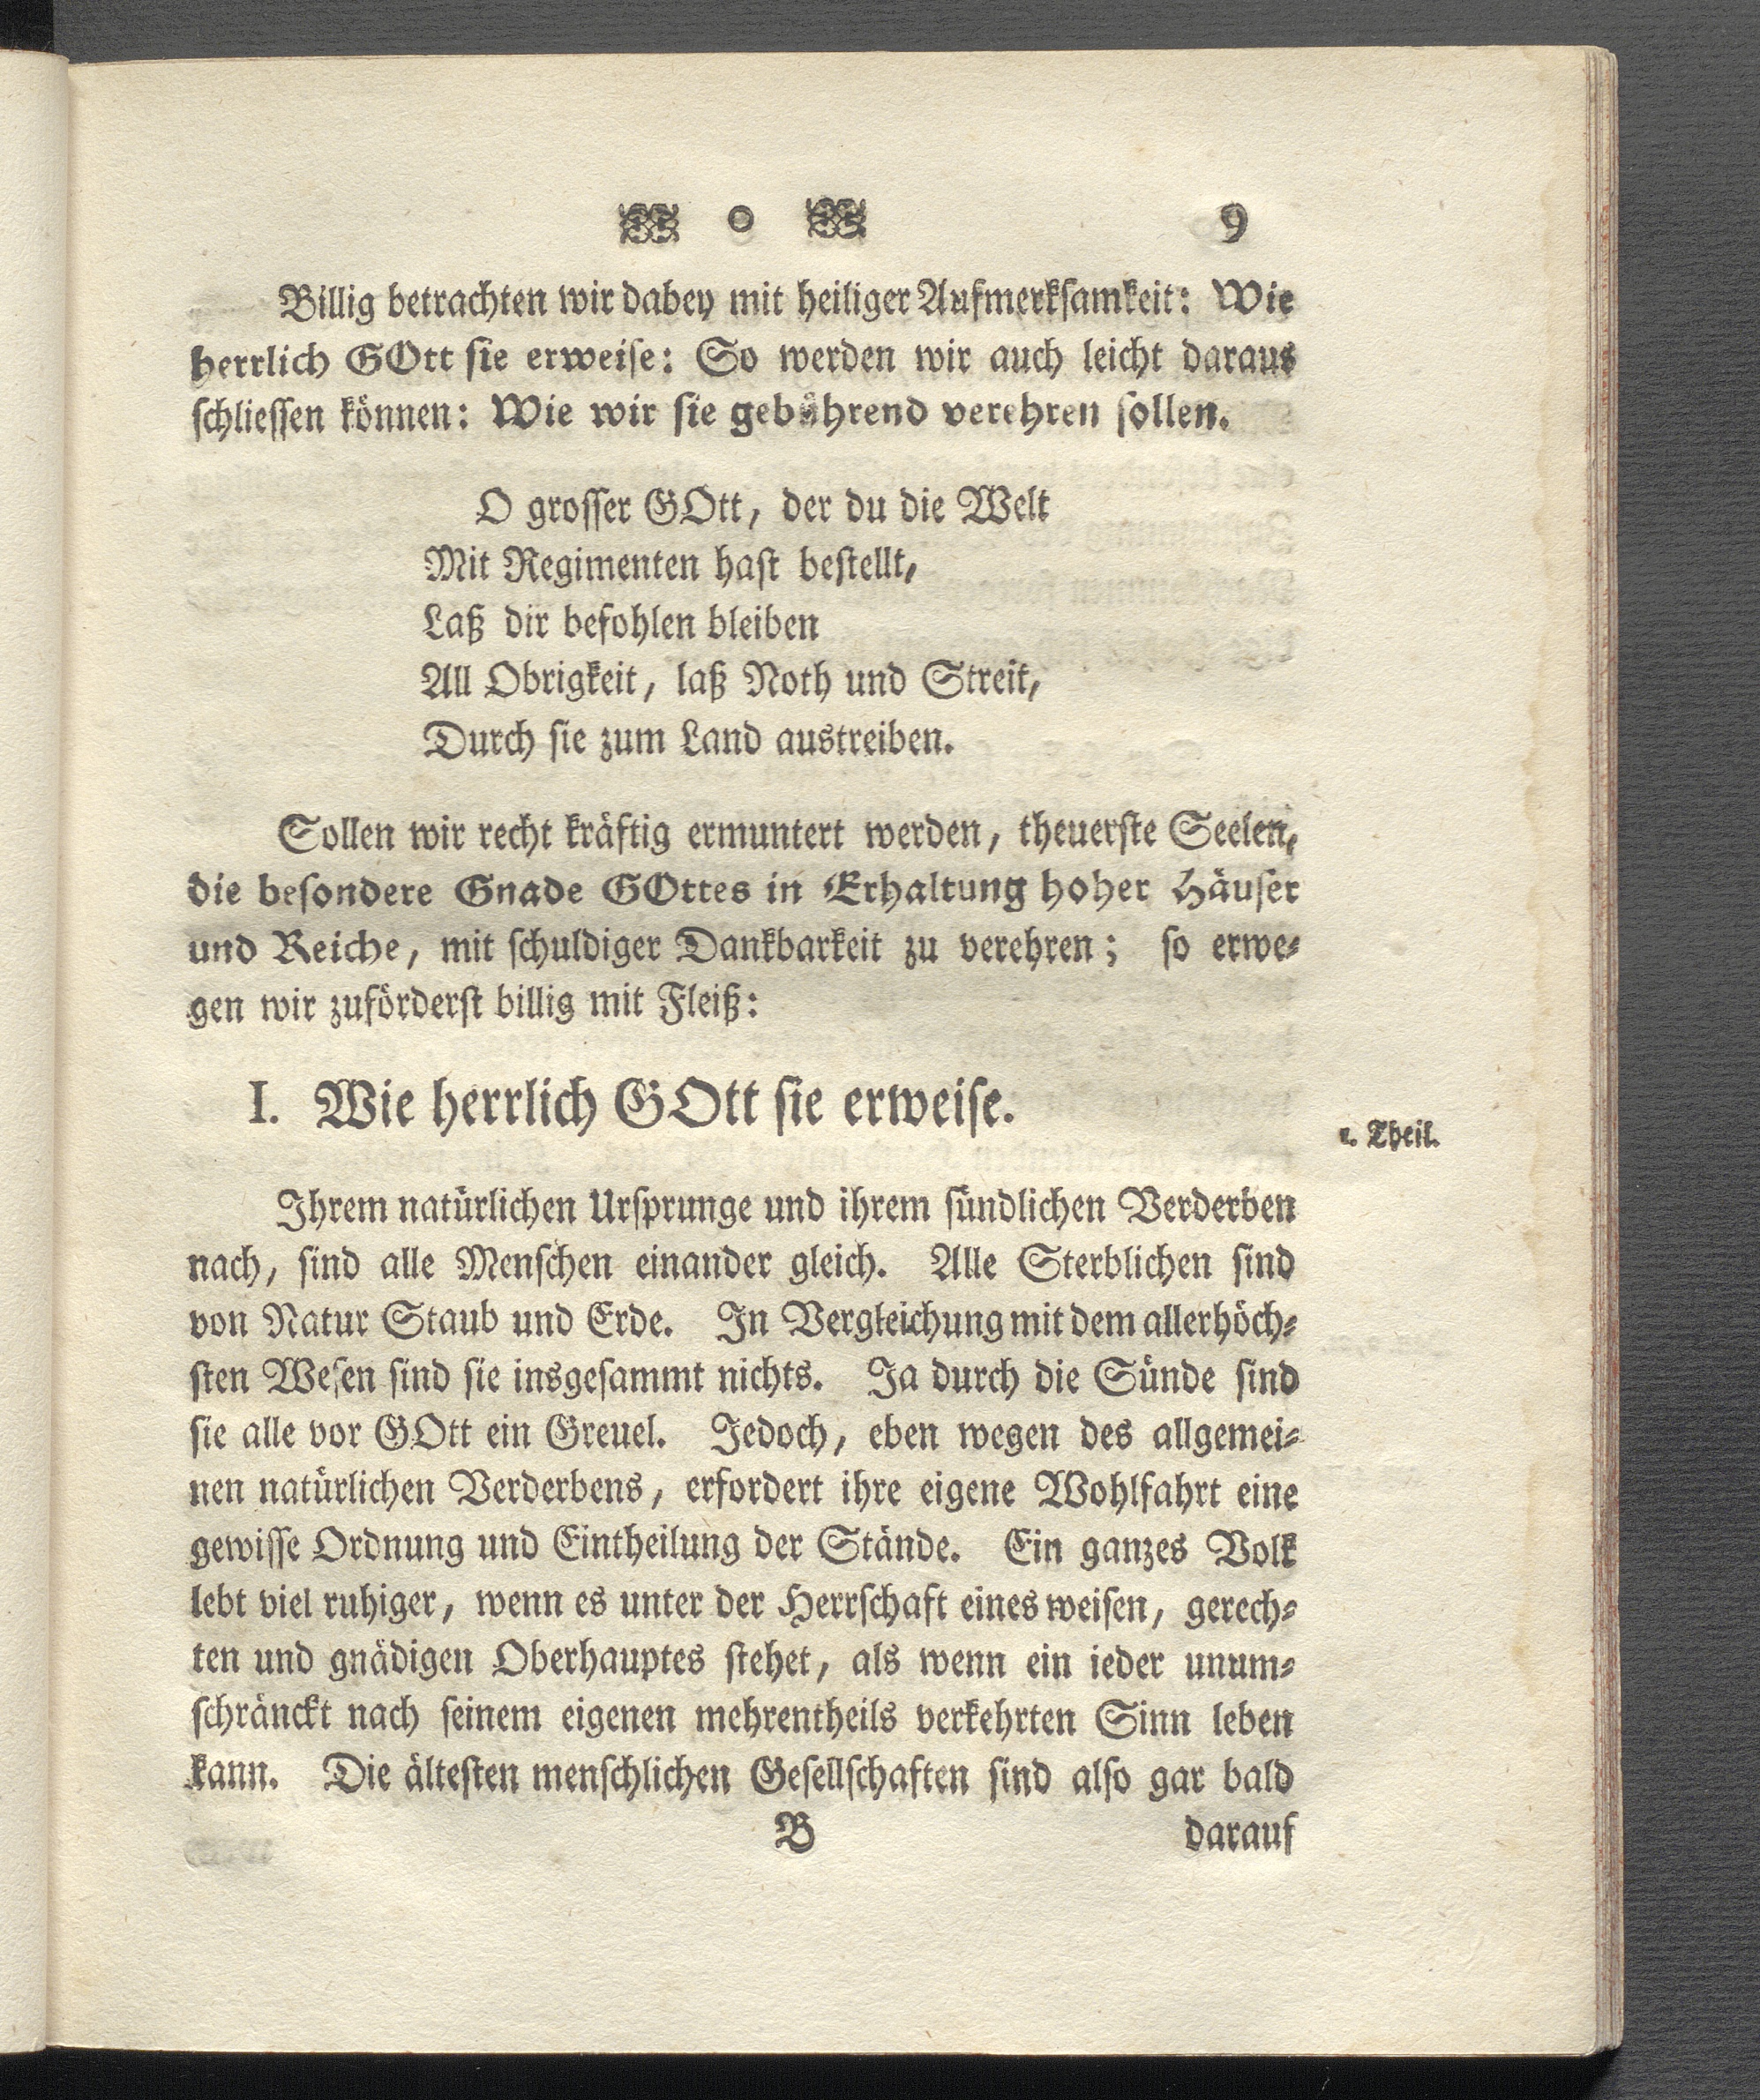 o 9
Billig betrachten wir dabey mit heiliger Aufmerksamkeit: Wie
herrlich GOtt sie erweise: So werden wir auch leicht daraus
schliessen können: Wie wir sie gebührend verehren sollen.
O grosser GOtt, der du die Welt
Mit Regimenten hast bestellt,
Laß dir befohlen bleiben
All Obrigkeit, laß Noth und Streit,
Durch sie zum Land austreiben.
Sollen wir recht kräftig ermuntert werden, theuerste Seelen,
die besondere Gnade GOttes in Erhaltung hoher Häuser
und Reiche, mit schuldiger Dankbarkeit zu verehren; so erwe-
gen wir zuförderst billig mit Fleiß:
I. Wie herrlich GOtt sie erweise.
1. Theil.
Ihrem natürlichen Ursprunge und ihrem sündlichen Verderben
nach, sind alle Menschen einander gleich. Alle Sterblichen sind
von Natur Staub und Erde. In Vergleichung mit dem allerhöch-
sten Wesen sind sie insgesammt nichts. Ja durch die Sünde sind
sie alle vor GOtt ein Greuel. Jedoch, eben wegen des allgemei-
nen natürlichen Verderbens, erfordert ihre eigene Wohlfahrt eine
gewisse Ordnung und Eintheilung der Stände. Ein ganzes Volk
lebt viel ruhiger, wenn es unter der Herrschaft eines weisen, gerech-
ten und gnädigen Oberhauptes stehet, als wenn ein ieder unum-
schränckt nach seinem eigenen mehrentheils verkehrten Sinn leben
kann. Die ältesten menschlichen Gesellschaften sind also gar bald
B darauf